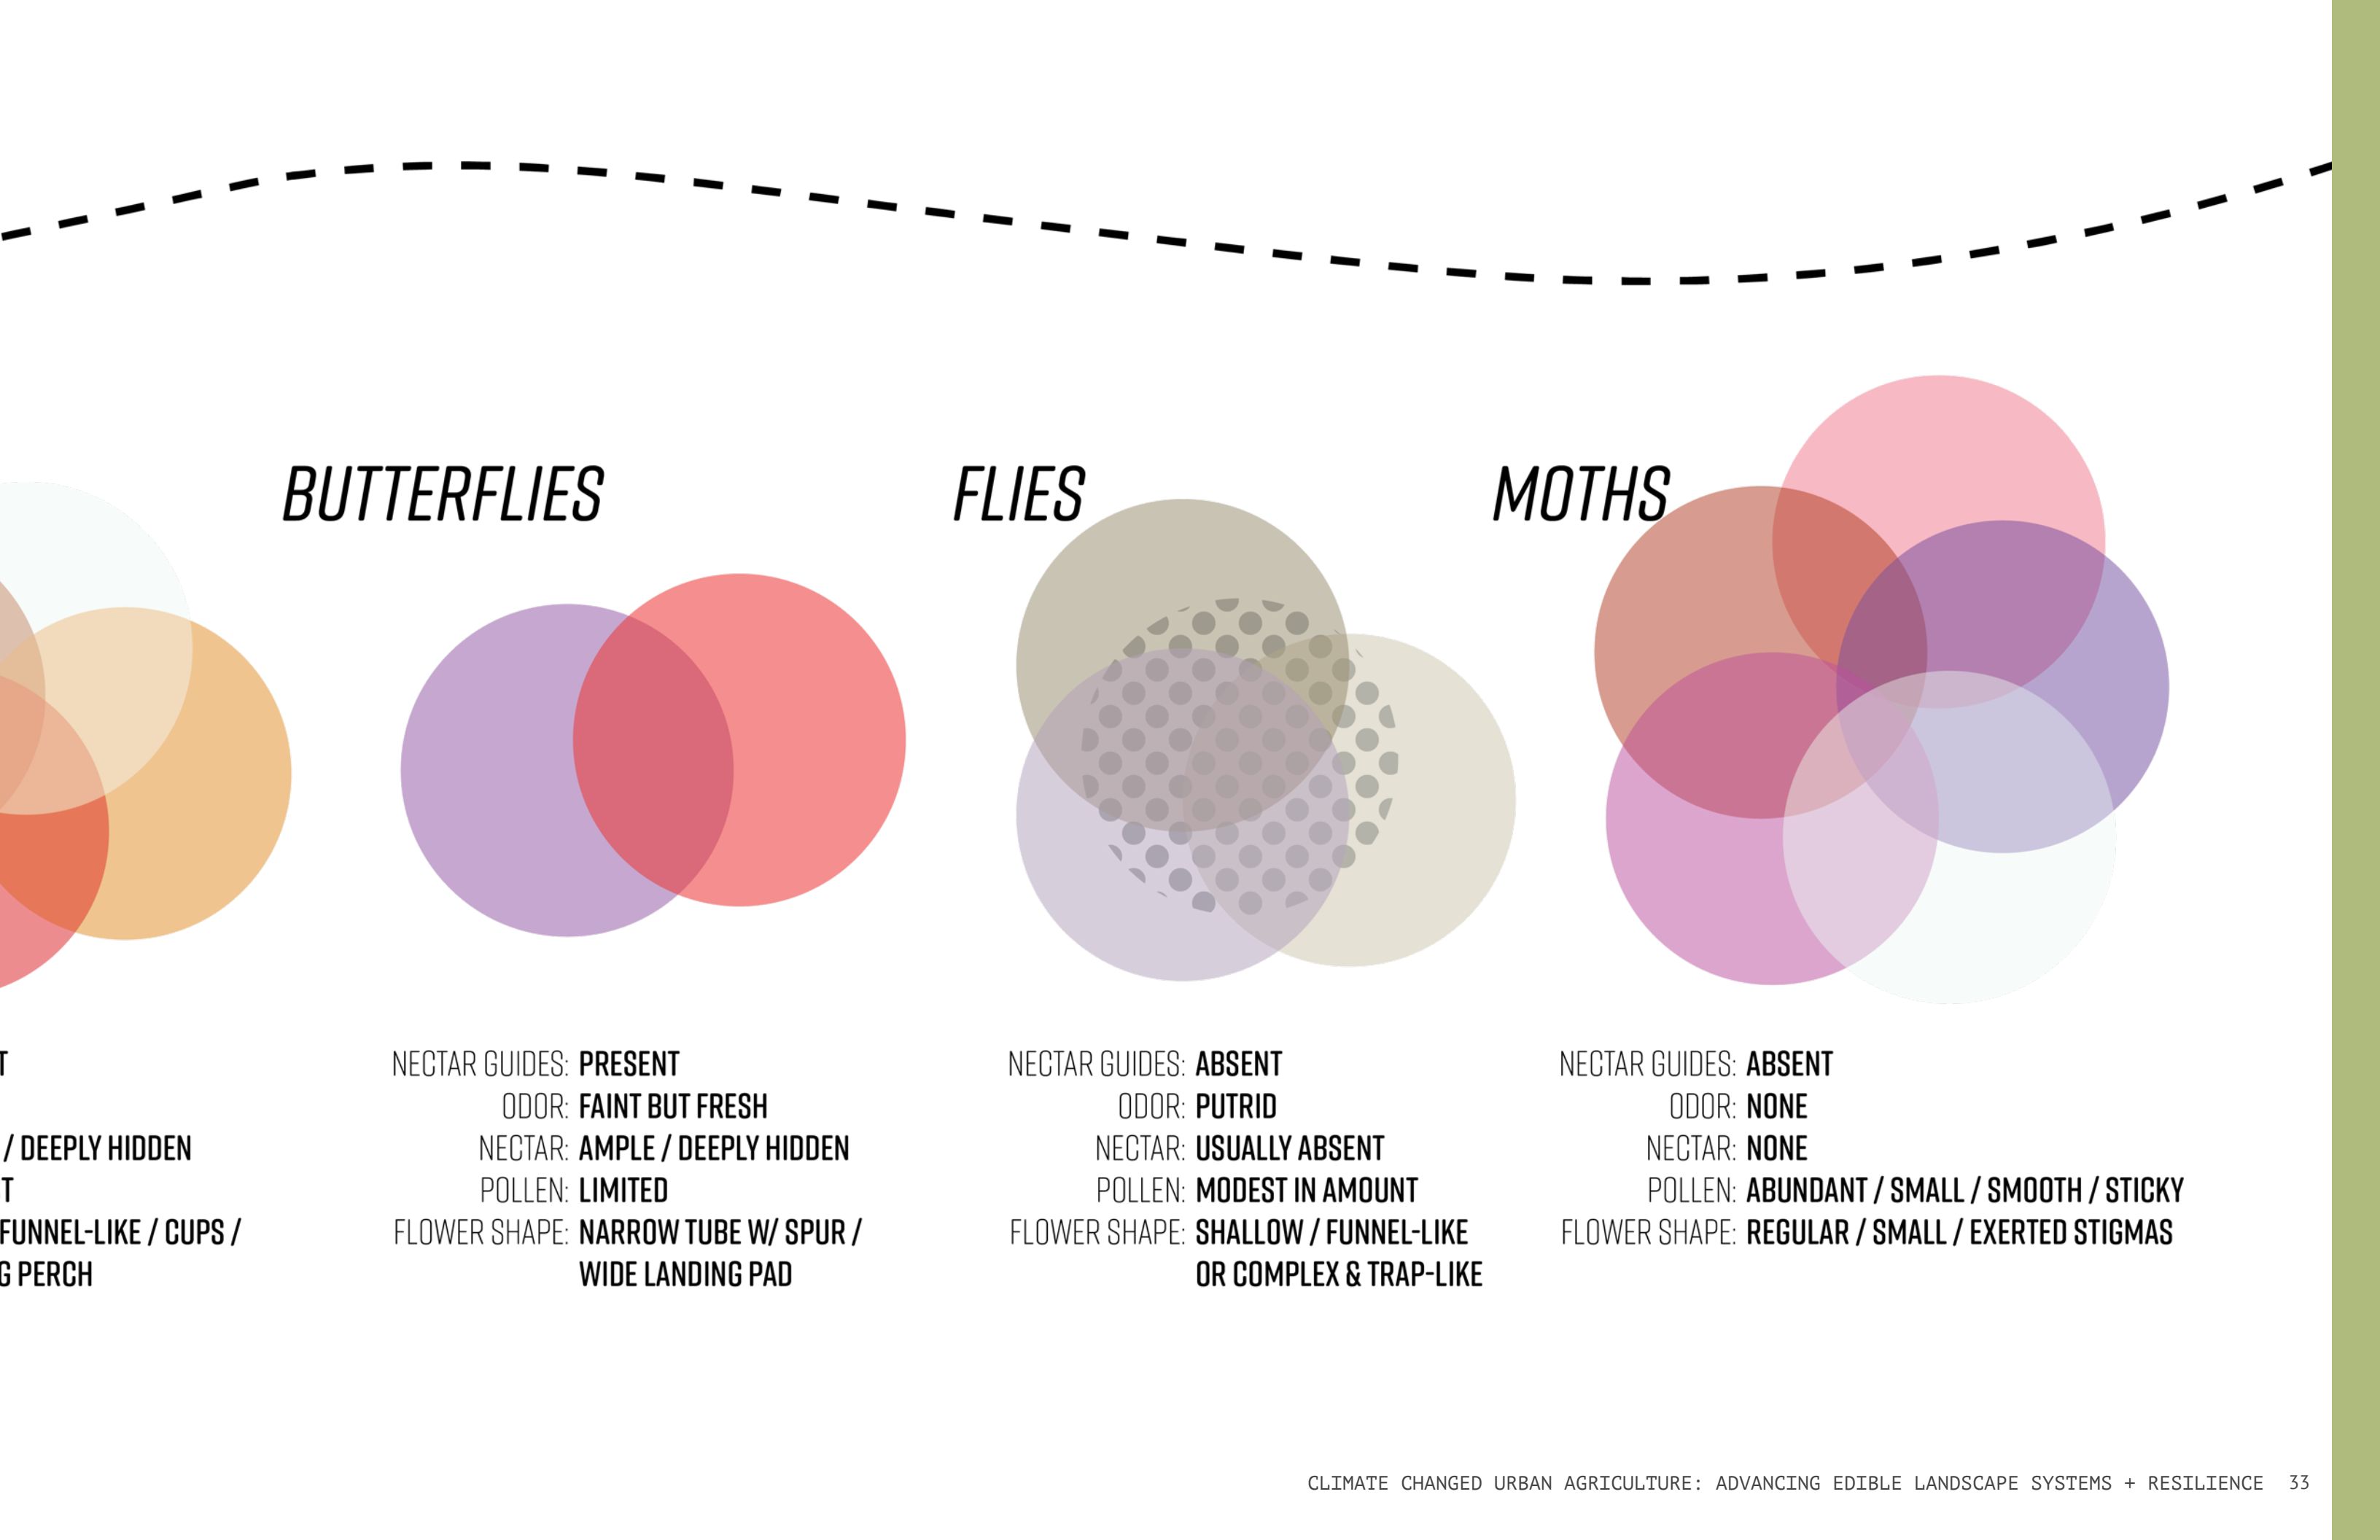 BUTTERFLIES
FLIES
MOTHS
T
/ DEEPLY HIDDEN
T
FUNNEL-LIKE / CUPS /
G PERCH
NECTAR GUIDES: PRESENT
ODOR: FAINT BUT FRESH
NECTAR: AMPLE / DEEPLY HIDDEN
POLLEN: LIMITED
FLOWER SHAPE: NARROW TUBE W/ SPUR /
WIDE LANDING PAD
NECTAR GUIDES: ABSENT
ODOR: PUTRID
NECTAR: USUALLY ABSENT
POLLEN: MODEST IN AMOUNT
FLOWER SHAPE: SHALLOW / FUNNEL-LIKE
OR COMPLEX & TRAP-LIKE
NECTAR GUIDES: ABSENT
ODOR: NONE
NECTAR: NONE
POLLEN: ABUNDANT / SMALL / SMOOTH / STICKY
FLOWER SHAPE: REGULAR / SMALL / EXERTED STIGMAS
CLIMATE CHANGED URBAN AGRICULTURE: ADVANCING EDIBLE LANDSCAPE SYSTEMS + RESILIENCE 33